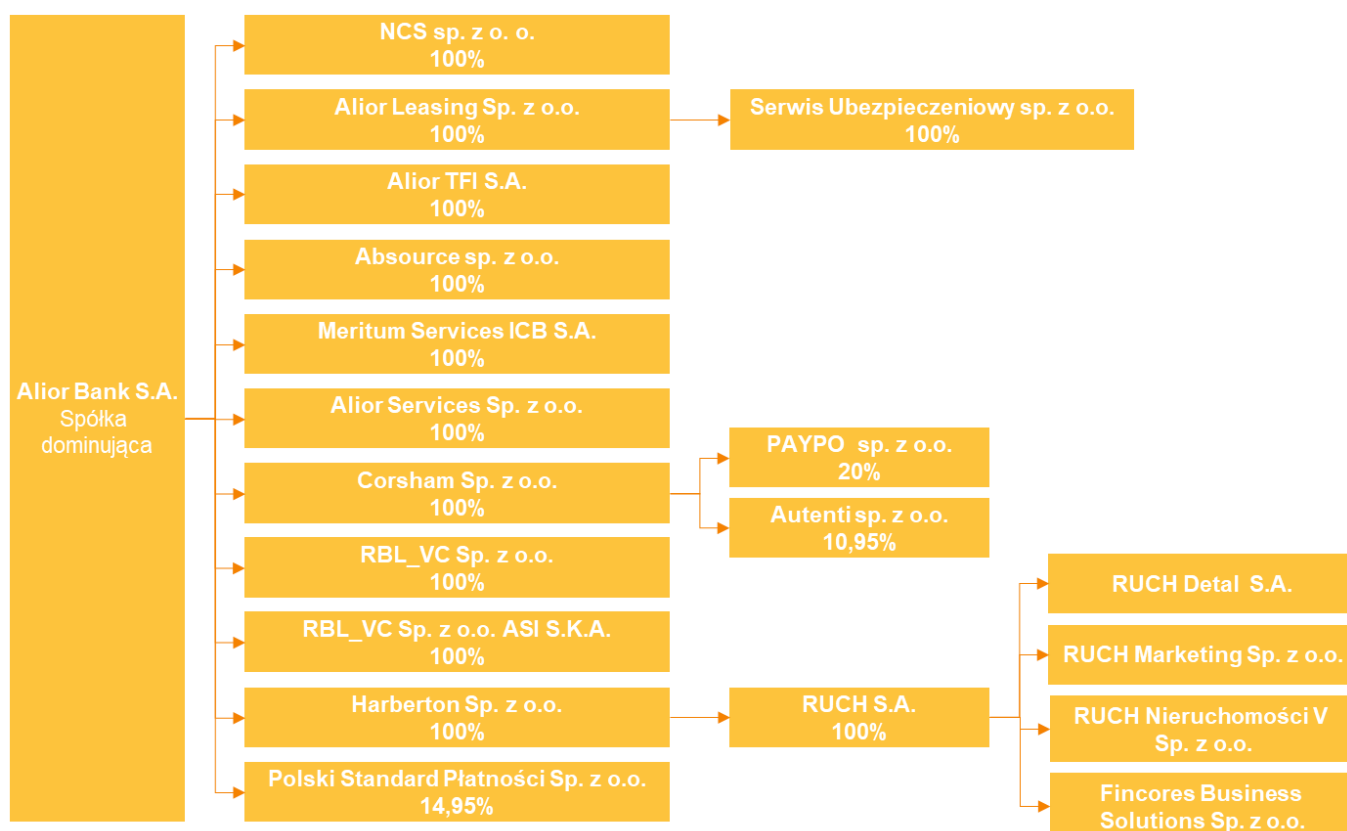 Alior Bank S.A.
Spółka
dominująca
NCS sp. z o. o.
100%
Alior Leasing Sp. z o.o.
100%
Serwis Ubezpieczeniowy sp. z o.o.
100%
Alior TFI S.A.
100%
Absource sp. z o.o.
100%
Meritum Services ICB S.A.
100%
Alior Services Sp. z o.o.
100%
Corsham Sp. z o.o.
100%
PAYPO sp. z o.o.
20%
Autenti sp. z o.o.
10,95%
RBL_VC Sp. z o.o.
100%
RBL_VC Sp. z o.o. ASI S.K.A.
100%
Harberton Sp. z o.o.
100%
RUCH S.A.
100%
RUCH Detal S.A.
RUCH Marketing Sp. z o.o.
RUCH Nieruchomości V
Sp. z o.o.
Fincores Business
Solutions Sp. z o.o.
Polski Standard Płatności Sp. z o.o.
14,95%